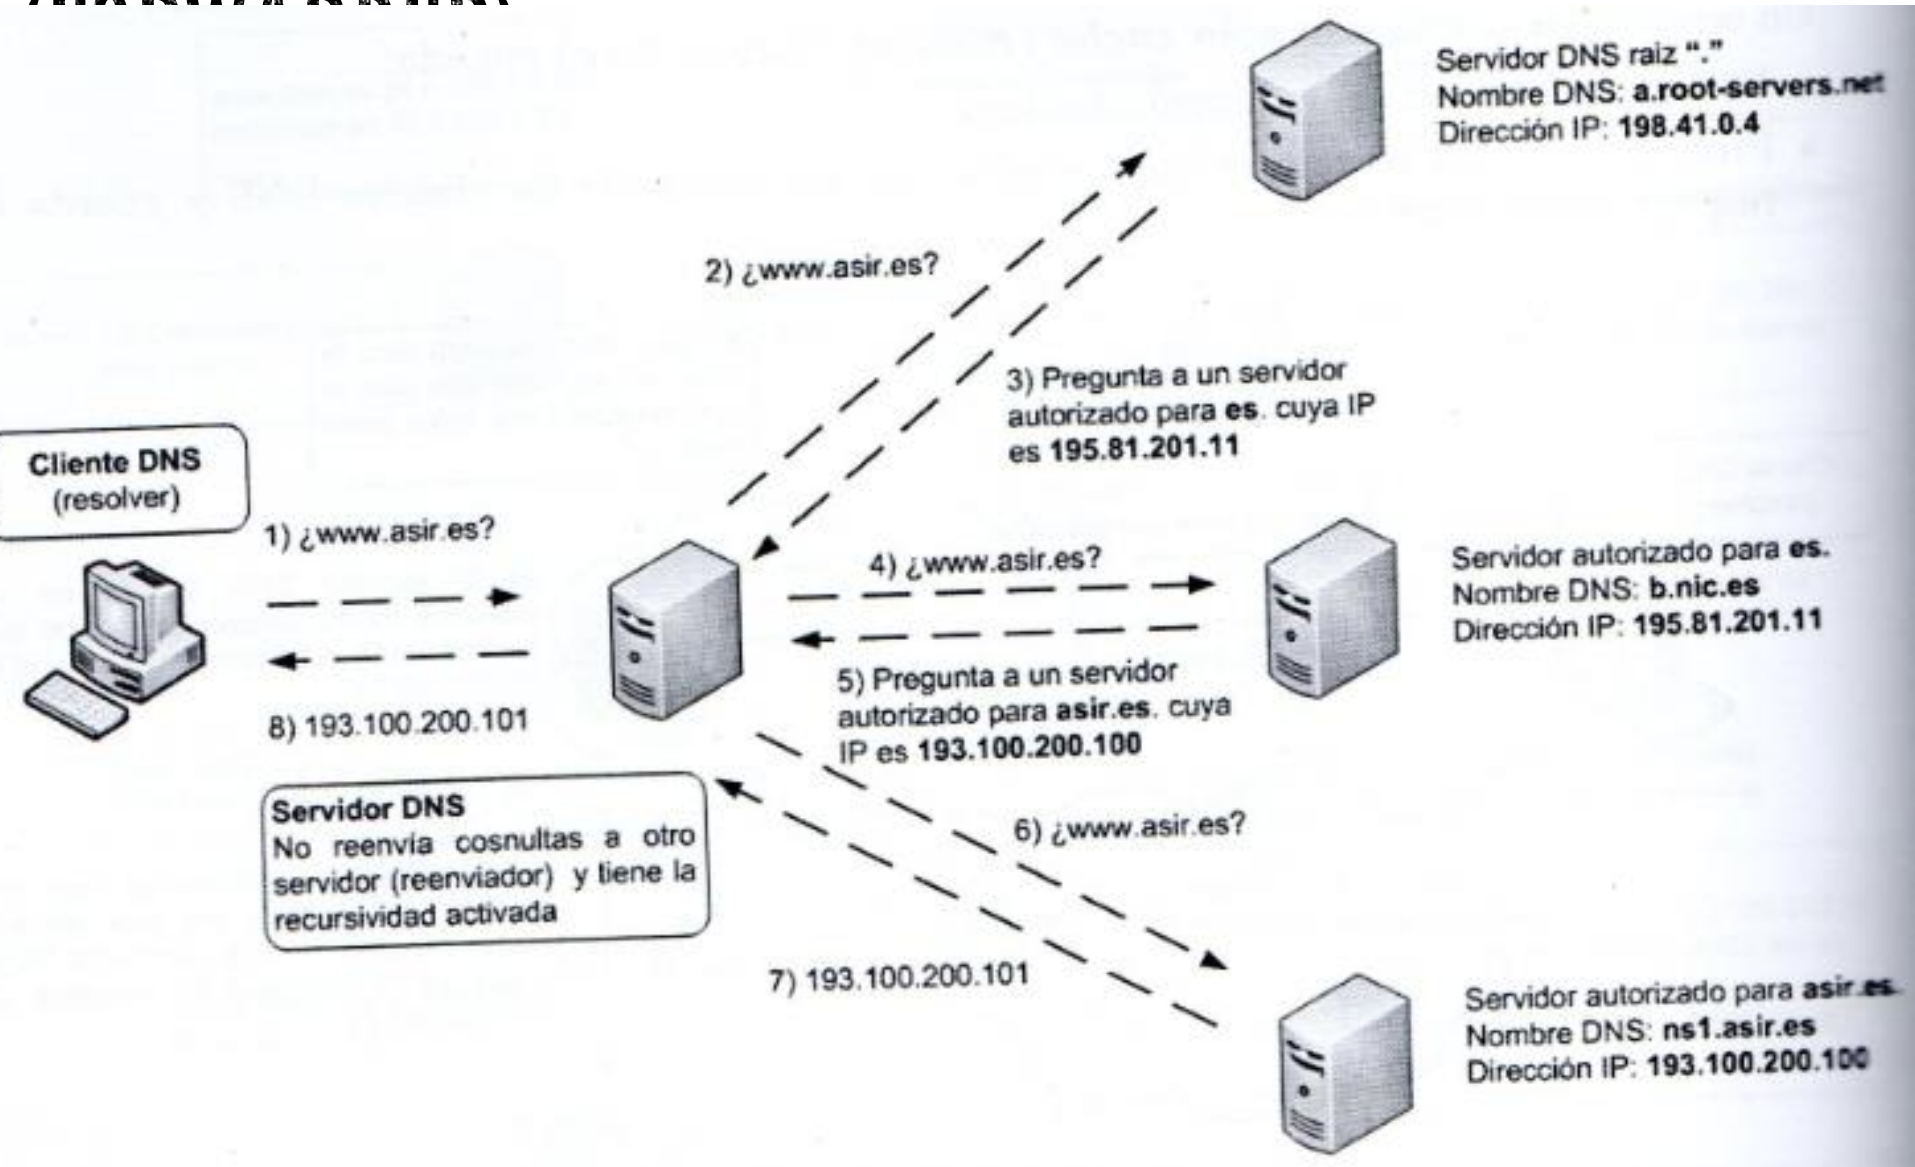 Servidor DNS raiz “.”
Nombre DNS: a.root-servers.net
Dirección IP: 198.41.0.4
2) ¿www.asir.es?
3) Pregunta a un servidor
autorizado para es. cuya IP
es 195.81.201.11
Cliente DNS
(resolver)
1) ¿www.asir.es?
4) ¿www.asir.es?
Servidor autorizado para es.
Nombre DNS: b.nic.es
Dirección IP: 195.81.201.11
5) Pregunta a un servidor
autorizado para asir.es. cuya
IP es 193.100.200.100
8) 193.100.200.101
Servidor DNS
No reenvía cosnultas a otro
servidor (reenviador) y tiene la
recursividad activada
6) ¿www.asir.es?
7) 193.100.200.101
Servidor autorizado para asir.es.
Nombre DNS: ns1.asir.es
Dirección IP: 193.100.200.100